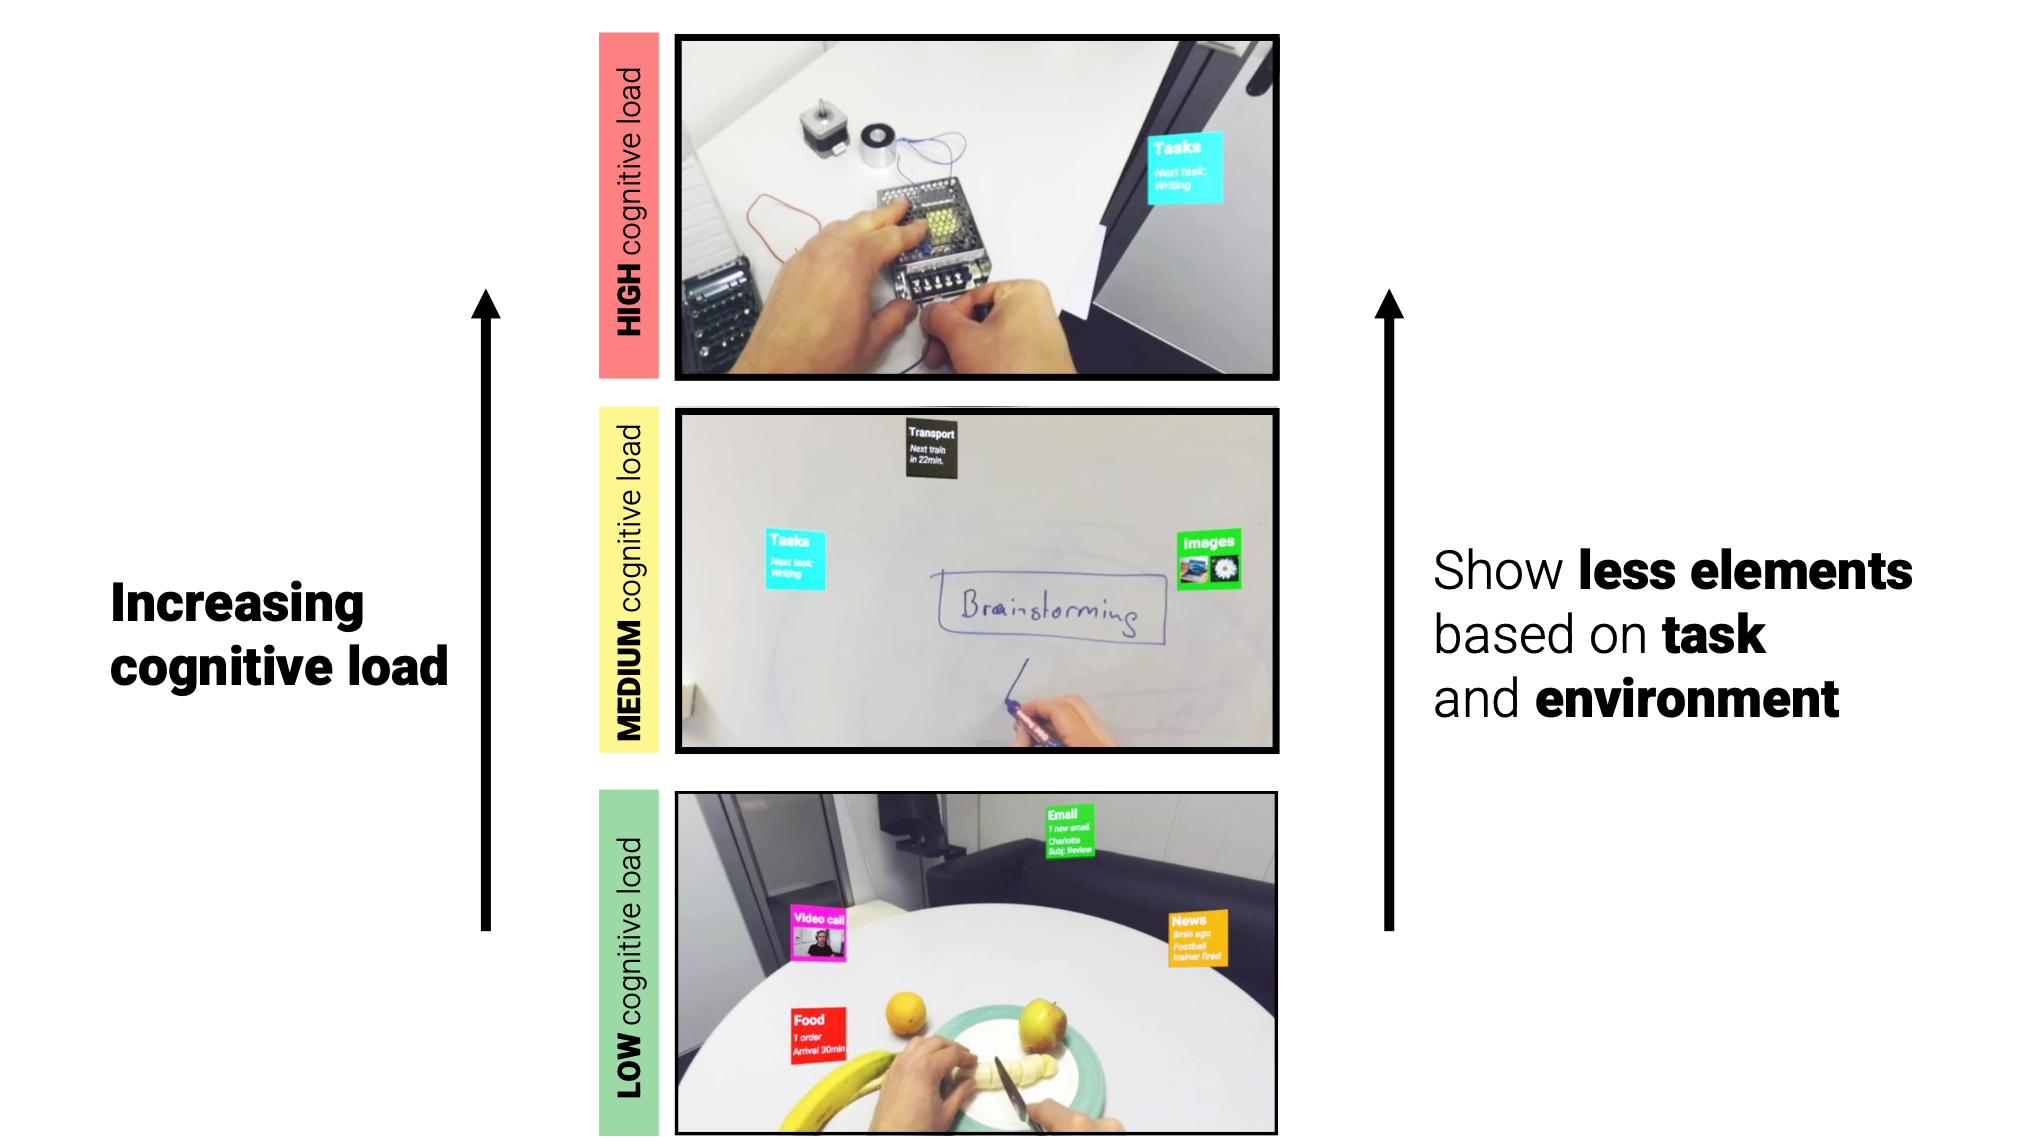 HIGH cognitive load
Tasks
Next task:
Writing
MEDIUM cognitive load
Transport
Next train
in 22min.
Tasks
Next task:
Writing
Images
Brainstorming
LOW cognitive load
Email
1 new email
Charlotte
Subj: Review
Video call
News
8min ago
Football
trainer fired
Food
1 order
Arrival 30min
Increasing
cognitive load
Show less elements
based on task
and environment